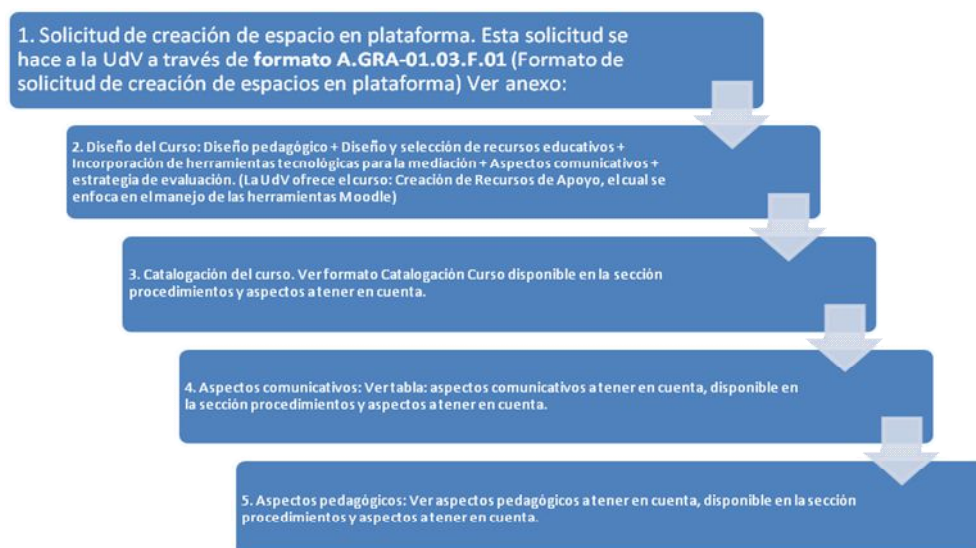 1. Solicitud de creación de espacio en plataforma. Esta solicitud se
hace a la UdV a través de formato A.GRA-01.03.F.01 (Formato de
solicitud de creación de espacios en plataforma) Ver anexo:
2. Diseño del Curso: Diseño pedagógico + Diseño y selección de recursos educativos +
Incorporación de herramientas tecnológicas para la mediación + Aspectos comunicativos +
estrategia de evaluación. (La UdV ofrece el curso: Creación de Recursos de Apoyo, el cual se
enfoca en el manejo de las herramientas Moodle)
3. Catalogación del curso. Ver formato Catalogación Curso disponible en la sección
procedimientos y aspectos a tener en cuenta.
4. Aspectos comunicativos: Ver tabla: aspectos comunicativos a tener en cuenta, disponible en
la sección procedimientos y aspectos a tener en cuenta.
5. Aspectos pedagógicos: Ver aspectos pedagógicos a tener en cuenta, disponible en la sección
procedimientos y aspectos a tener en cuenta.